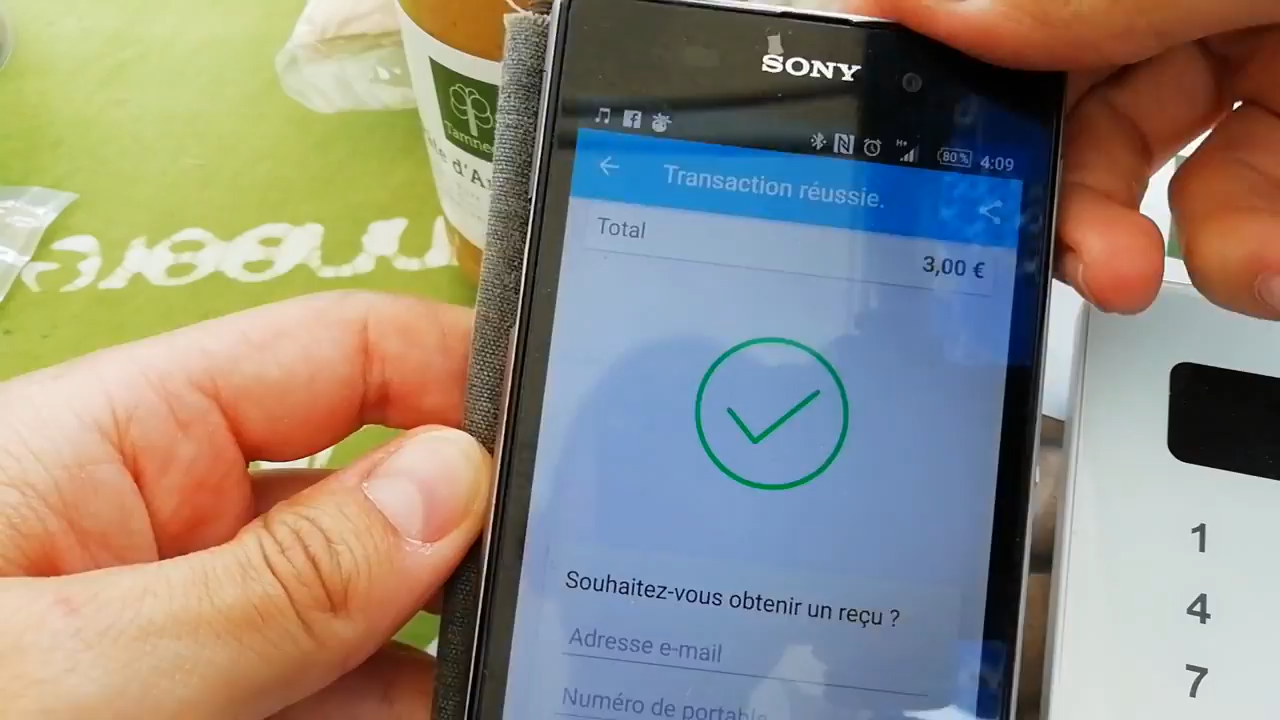 SONY
80%
4:09
Transaction réussie.
Total
3,00 €
Souhaitez-vous obtenir un reçu ?
Adresse e-mail
Numéro de portable
1
4
7